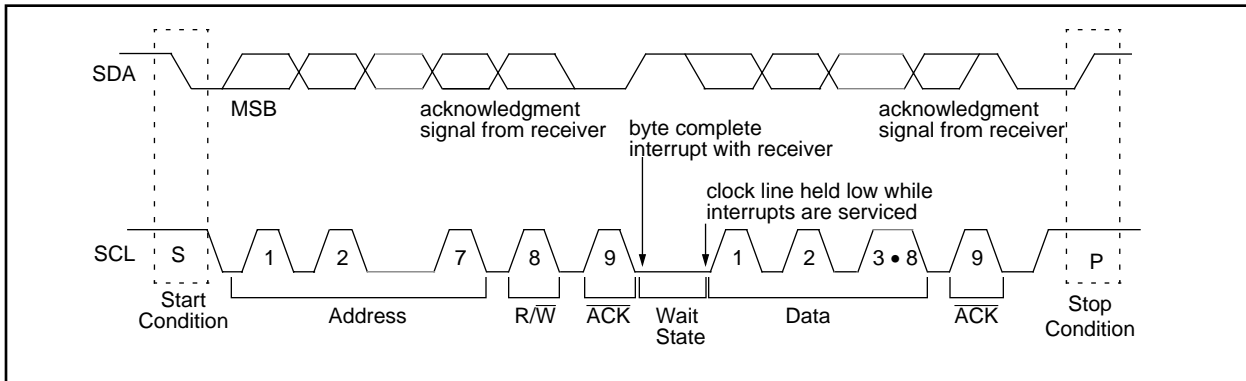 SDA
MSB
acknowledgment
signal from receiver
byte complete
interrupt with receiver
acknowledgment
signal from receiver
clock line held low while
interrupts are serviced
SCL
S
1
2
7
8
9
1
2
3 • 8
9
P
Start
Condition
Address
R/W̅
A̅C̅K̅
Wait
State
Data
A̅C̅K̅
Stop
Condition